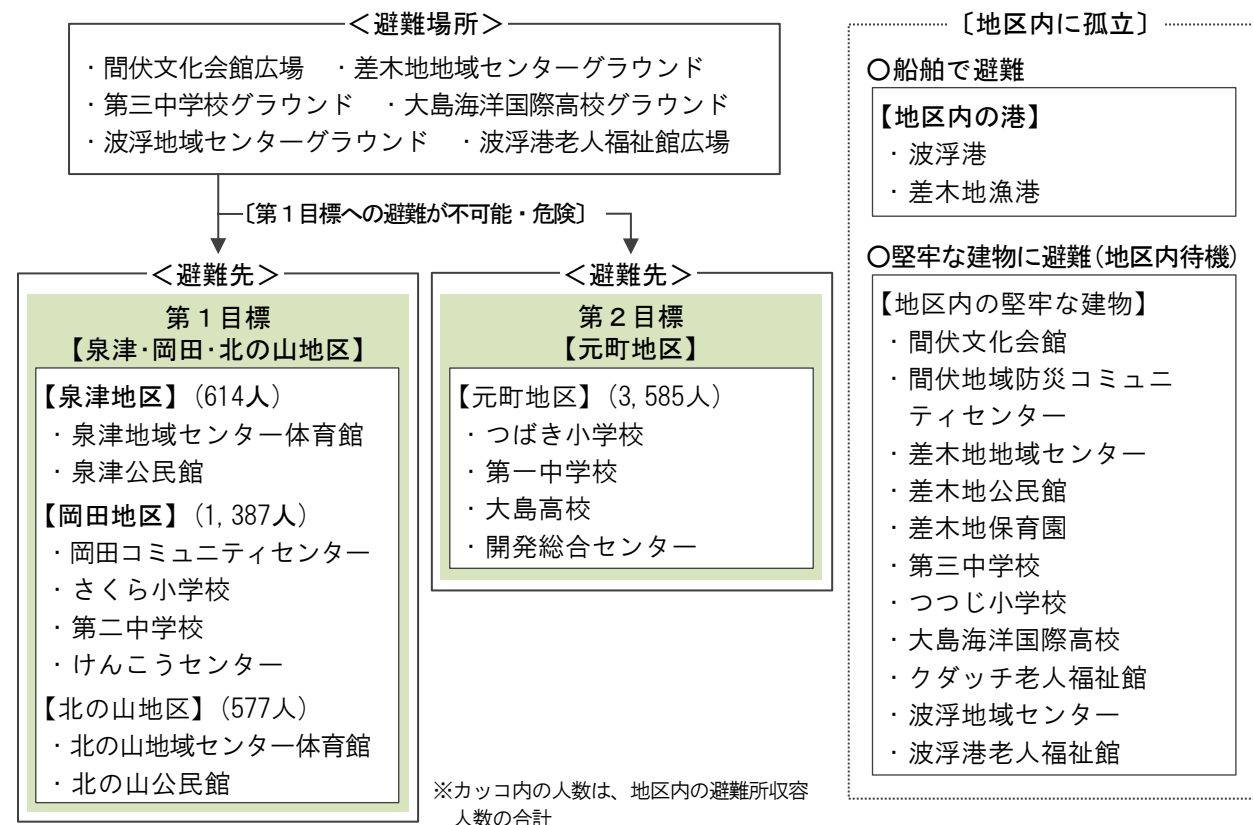 ＜避難場所＞
・間伏文化会館広場　・差木地地域センターグラウンド
・第三中学校グラウンド　・大島海洋国際高校グラウンド
・波浮地域センターグラウンド　・波浮港老人福祉館広場
〔第１目標への避難が不可能・危険〕
＜避難先＞
第１目標
【泉津・岡田・北の山地区】
【泉津地区】(614人)
・泉津地域センター体育館
・泉津公民館
【岡田地区】(1,387人)
・岡田コミュニティセンター
・さくら小学校
・第二中学校
・けんこうセンター
【北の山地区】(577人)
・北の山地域センター体育館
・北の山公民館
＜避難先＞
第２目標
【元町地区】
【元町地区】(3,585人)
・つばき小学校
・第一中学校
・大島高校
・開発総合センター
※カッコ内の人数は、地区内の避難所収容
人数の合計
〔地区内に孤立〕
○船舶で避難
【地区内の港】
・波浮港
・差木地漁港
○堅牢な建物に避難(地区内待機)
【地区内の堅牢な建物】
・間伏文化会館
・間伏地域防災コミュニ
ティセンター
・差木地地域センター
・差木地公民館
・差木地保育園
・第三中学校
・つつじ小学校
・大島海洋国際高校
・クダッチ老人福祉館
・波浮地域センター
・波浮港老人福祉館